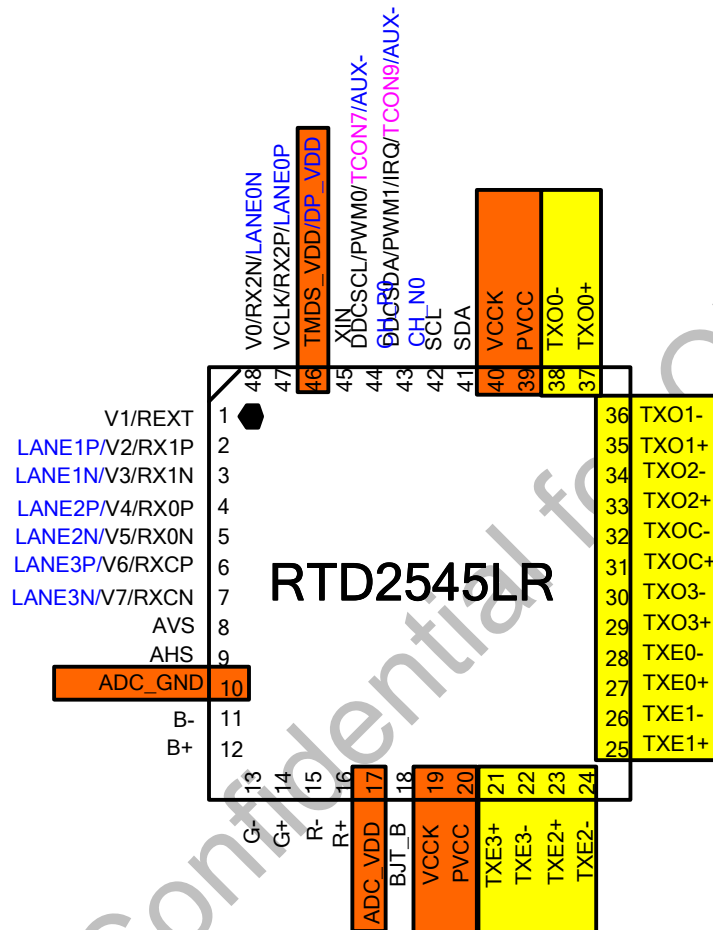 V0/RX2N/LANE0N
VCLK/RX2P/LANE0P
TMDS_VDD/DP_VDD
XIN
DDCSCL/PWM0/TCON7/AUX-
CH_P0
DDCSDA/PWM1/IRQ/TCON9/AUX-
CH_N0
SCL
SDA
VCCK
PVCC
TXO0-
TXO0+
48
47
46
45
44
43
42
41
40
39
38
37
V1/REXT 1
LANE1P/V2/RX1P 2
LANE1N/V3/RX1N 3
LANE2P/V4/RX0P 4
LANE2N/V5/RX0N 5
LANE3P/V6/RXCP 6
LANE3N/V7/RXCN 7
AVS 8
AHS 9
ADC_GND 10
B- 11
B+ 12
RTD2545LR
36 TXO1-
35 TXO1+
34 TXO2-
33 TXO2+
32 TXOC-
31 TXOC+
30 TXO3-
29 TXO3+
28 TXE0-
27 TXE0+
26 TXE1-
25 TXE1+
13
14
15
16
17
18
19
20
21
22
23
24
G-
G+
R-
R+
ADC_VDD
BJT_B
VCCK
PVCC
TXE3+
TXE3-
TXE2+
TXE2-
Confidential for